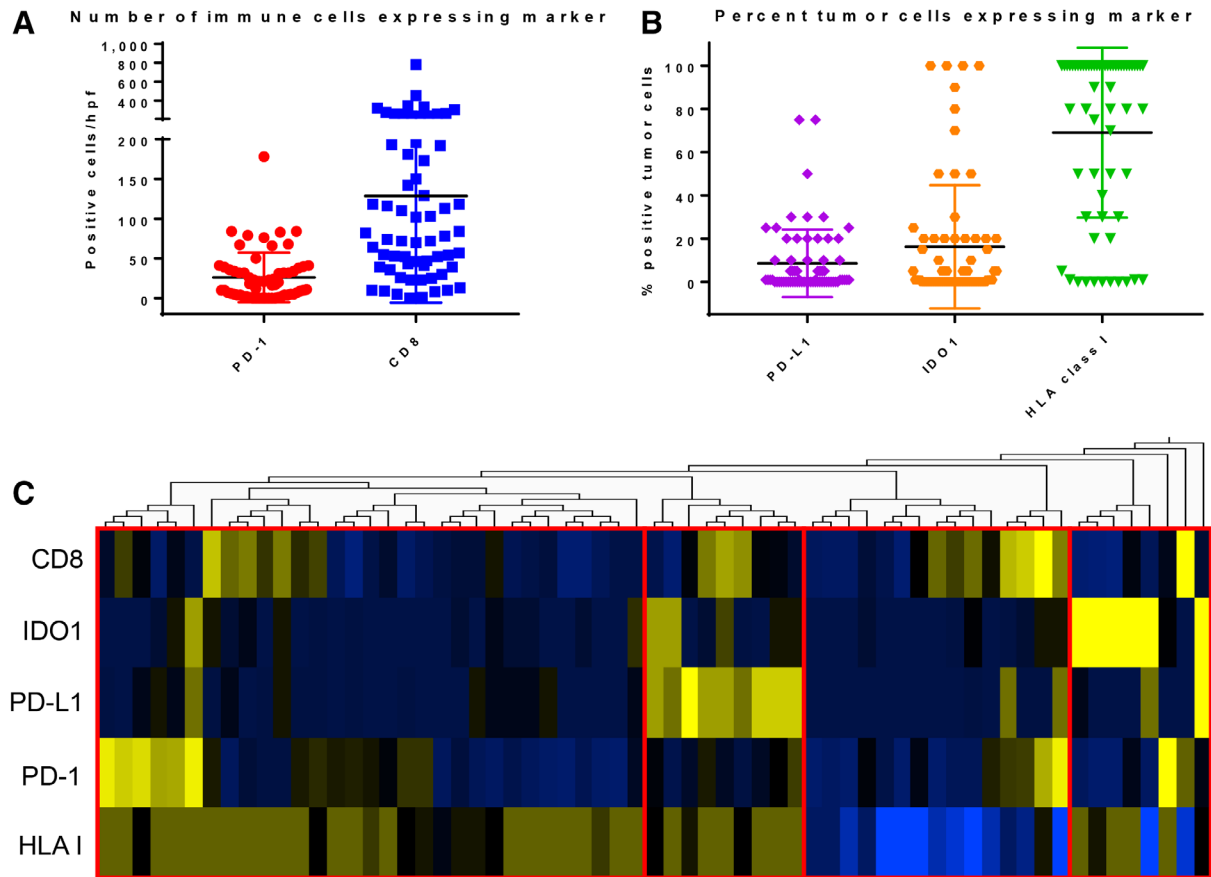 A
Number of immune cells expressing marker
Positive cells/hpf
1,000
800
600
400
200
150
100
50
0
PD-1
CD8
B
Percent tumor cells expressing marker
% positive tumor cells
100
80
60
40
20
0
PD-L1
IDO1
HLA class I
C
CD8
IDO1
PD-L1
PD-1
HLA I